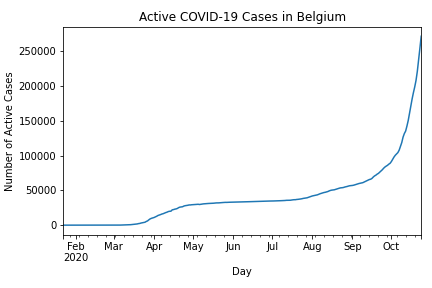 Active COVID-19 Cases in Belgium
Number of Active Cases
250000
200000
150000
100000
50000
0
Feb Mar Apr May Jun Jul Aug Sep Oct
2020
Day